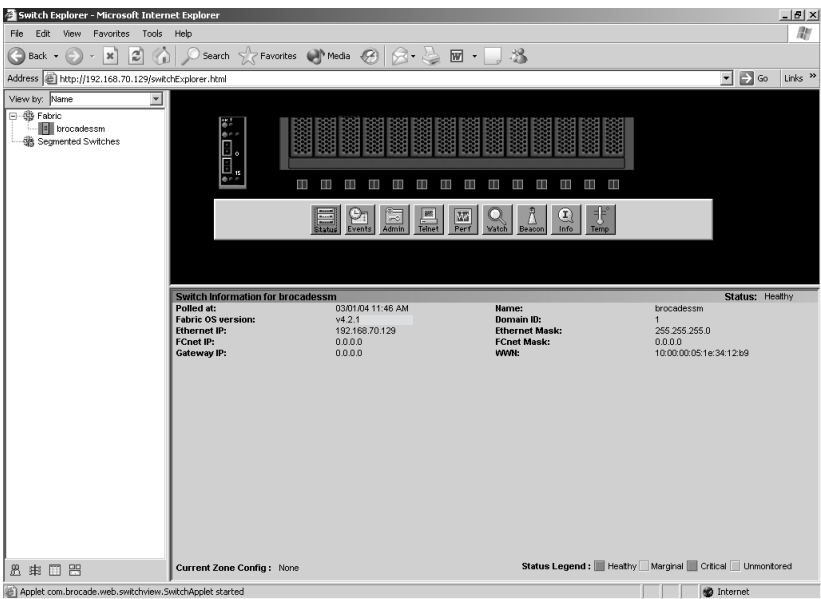 Switch Explorer - Microsoft Internet Explorer
File Edit View Favorites Tools Help
Back Search Favorites Media
Address http://192.168.70.129/switchExplorer.html Go Links »
View by: Name
Fabric
brocadessm
Segmented Switches
0
15
Status Events Admin Telnet Perf Watch Beacon Info Temp
Switch Information for brocadessm Status: Healthy
Polled at: 03/01/04 11:46 AM Name: brocadessm
Fabric OS version: v4.2.1 Domain ID: 1
Ethernet IP: 192.168.70.129 Ethernet Mask: 255.255.255.0
FCnet IP: 0.0.0.0 FCnet Mask: 0.0.0.0
Gateway IP: 0.0.0.0 WWN: 10:00:00:05:1e:34:12:b9
Current Zone Config : None Status Legend : Healthy Marginal Critical Unmonitored
Applet com.brocade.web.switchview.SwitchApplet started Internet